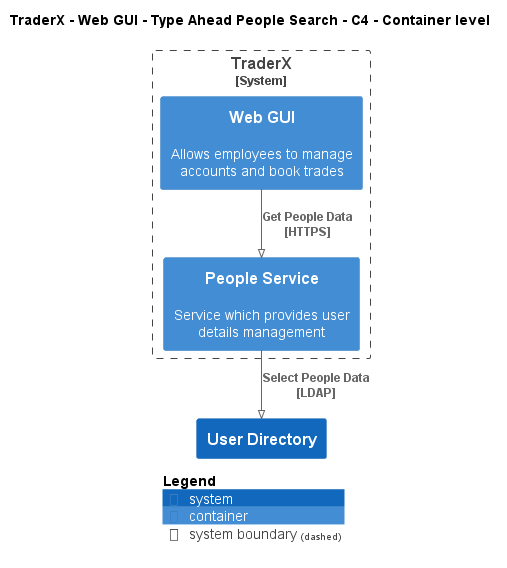 TraderX - Web GUI - Type Ahead People Search - C4 - Container level
TraderX
[System]
Web GUI
Allows employees to manage
accounts and book trades
Get People Data
[HTTPS]
People Service
Service which provides user
details management
Select People Data
[LDAP]
User Directory
Legend
system
container
system boundary (dashed)